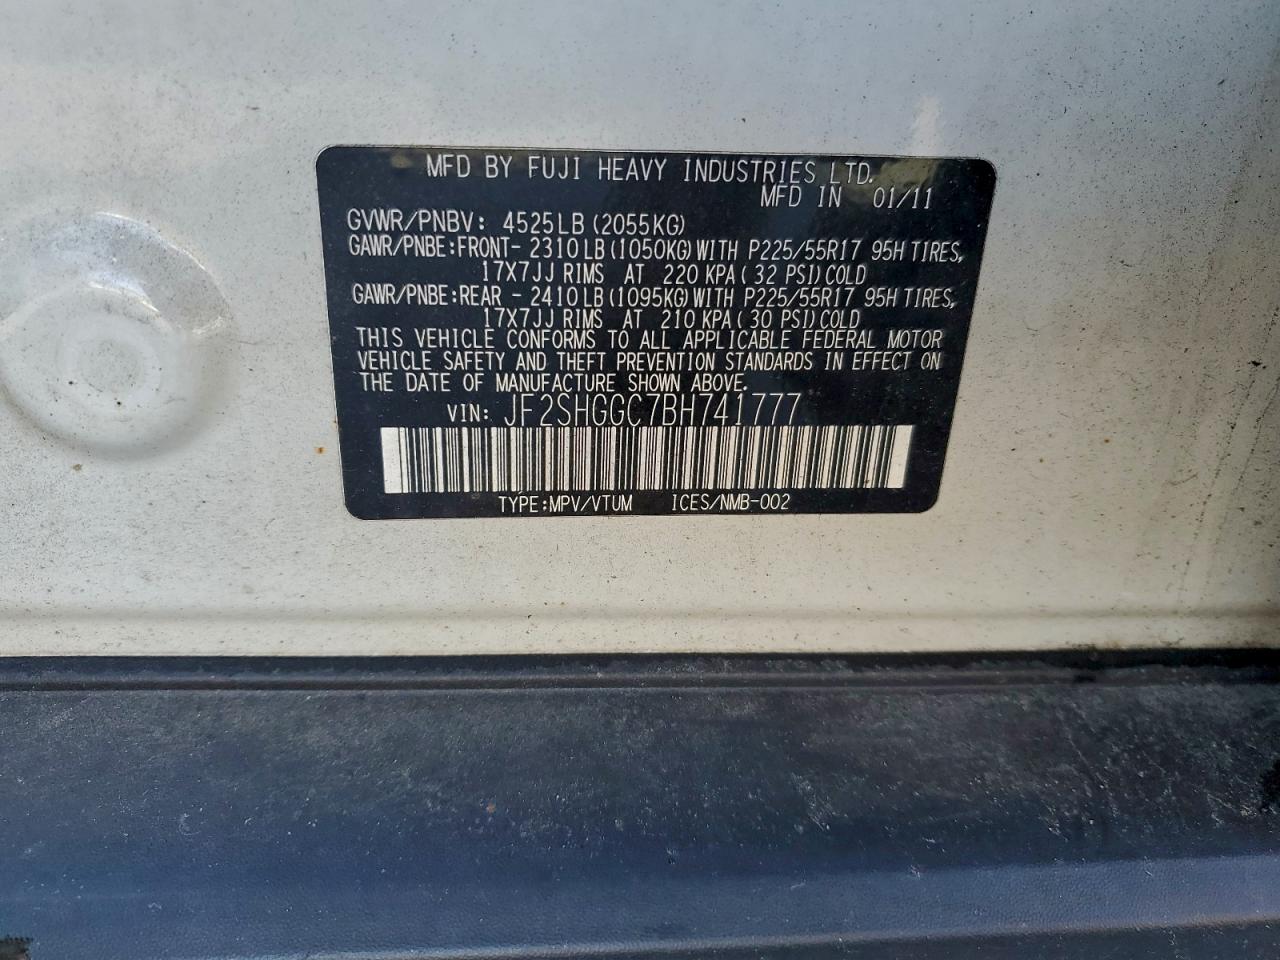 MFD BY FUJI HEAVY INDUSTRIES LTD.
MFD IN 01/11
GVWR/PNBV: 4525LB (2055KG)
GAWR/PNBE:FRONT- 2310LB(1050KG)WITH P225/55R17 95H TIRES,
17X7JJ RIMS AT 220 KPA( 32 PSI)COLD
GAWR/PNBE:REAR - 2410LB(1095KG)WITH P225/55R17 95H TIRES,
17X7JJ RIMS AT 210 KPA( 30 PSI)COLD
THIS VEHICLE CONFORMS TO ALL APPLICABLE FEDERAL MOTOR
VEHICLE SAFETY AND THEFT PREVENTION STANDARDS IN EFFECT ON
THE DATE OF MANUFACTURE SHOWN ABOVE.
VIN: JF2SHGGC7BH741777
TYPE:MPV/VTUM ICES/NMB-002